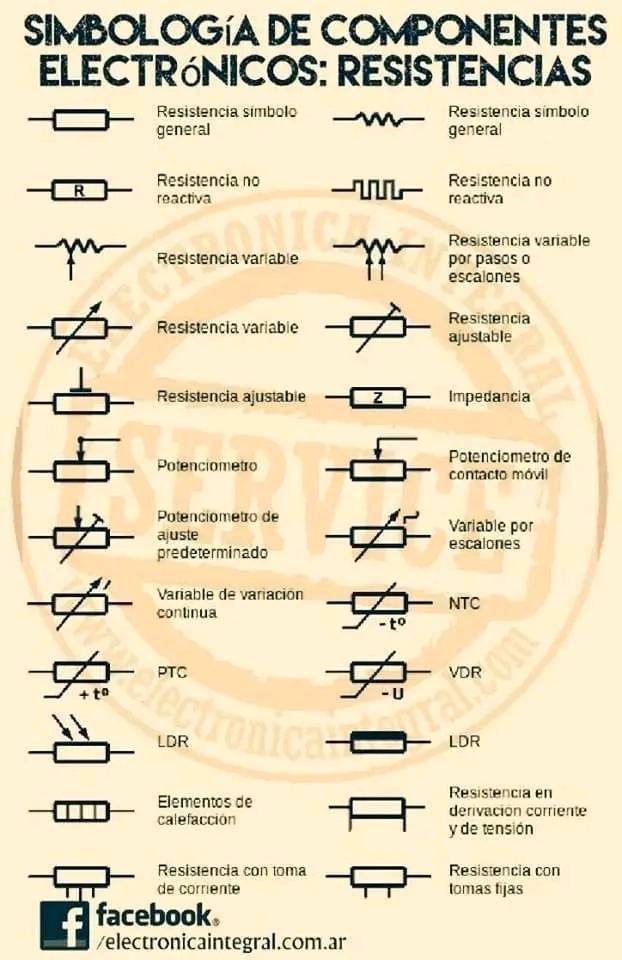 SIMBOLOGíA DE COMPONENTES
ELECTRóNICOS: RESISTENCIAS
Resistencia símbolo
general
Resistencia símbolo
general
R
Resistencia no
reactiva
Resistencia no
reactiva
Resistencia variable
Resistencia variable
por pasos o
escalones
Resistencia variable
Resistencia
ajustable
Resistencia ajustable
Z
Impedancia
Potenciometro
Potenciometro de
contacto móvil
Potenciometro de
ajuste
predeterminado
Variable por
escalones
Variable de variación
continua
- tº
NTC
+ tº
PTC
- U
VDR
LDR
LDR
Elementos de
calefacción
Resistencia en
derivación corriente
y de tensión
Resistencia con toma
de corriente
Resistencia con
tomas fijas
f facebook®
/electronicaintegral.com.ar
ELECTRONICA INTEGRAL
SERVICE
www.electronicaintegral.com